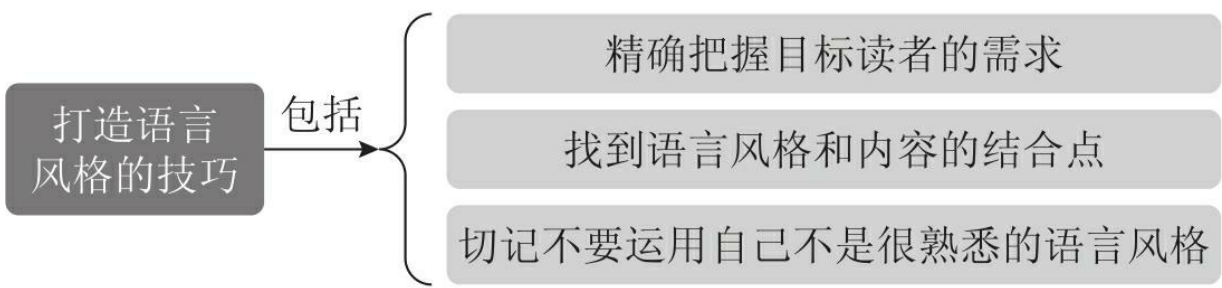 打造语言
风格的技巧
包括
精确把握目标读者的需求
找到语言风格和内容的结合点
切记不要运用自己不是很熟悉的语言风格